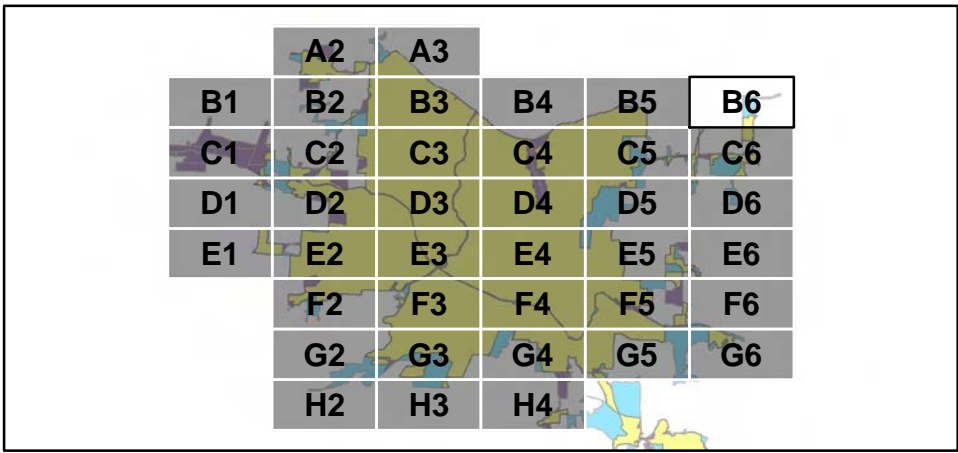 A2 A3
B1 B2 B3 B4 B5 B6
C1 C2 C3 C4 C5 C6
D1 D2 D3 D4 D5 D6
E1 E2 E3 E4 E5 E6
F2 F3 F4 F5 F6
G2 G3 G4 G5 G6
H2 H3 H4